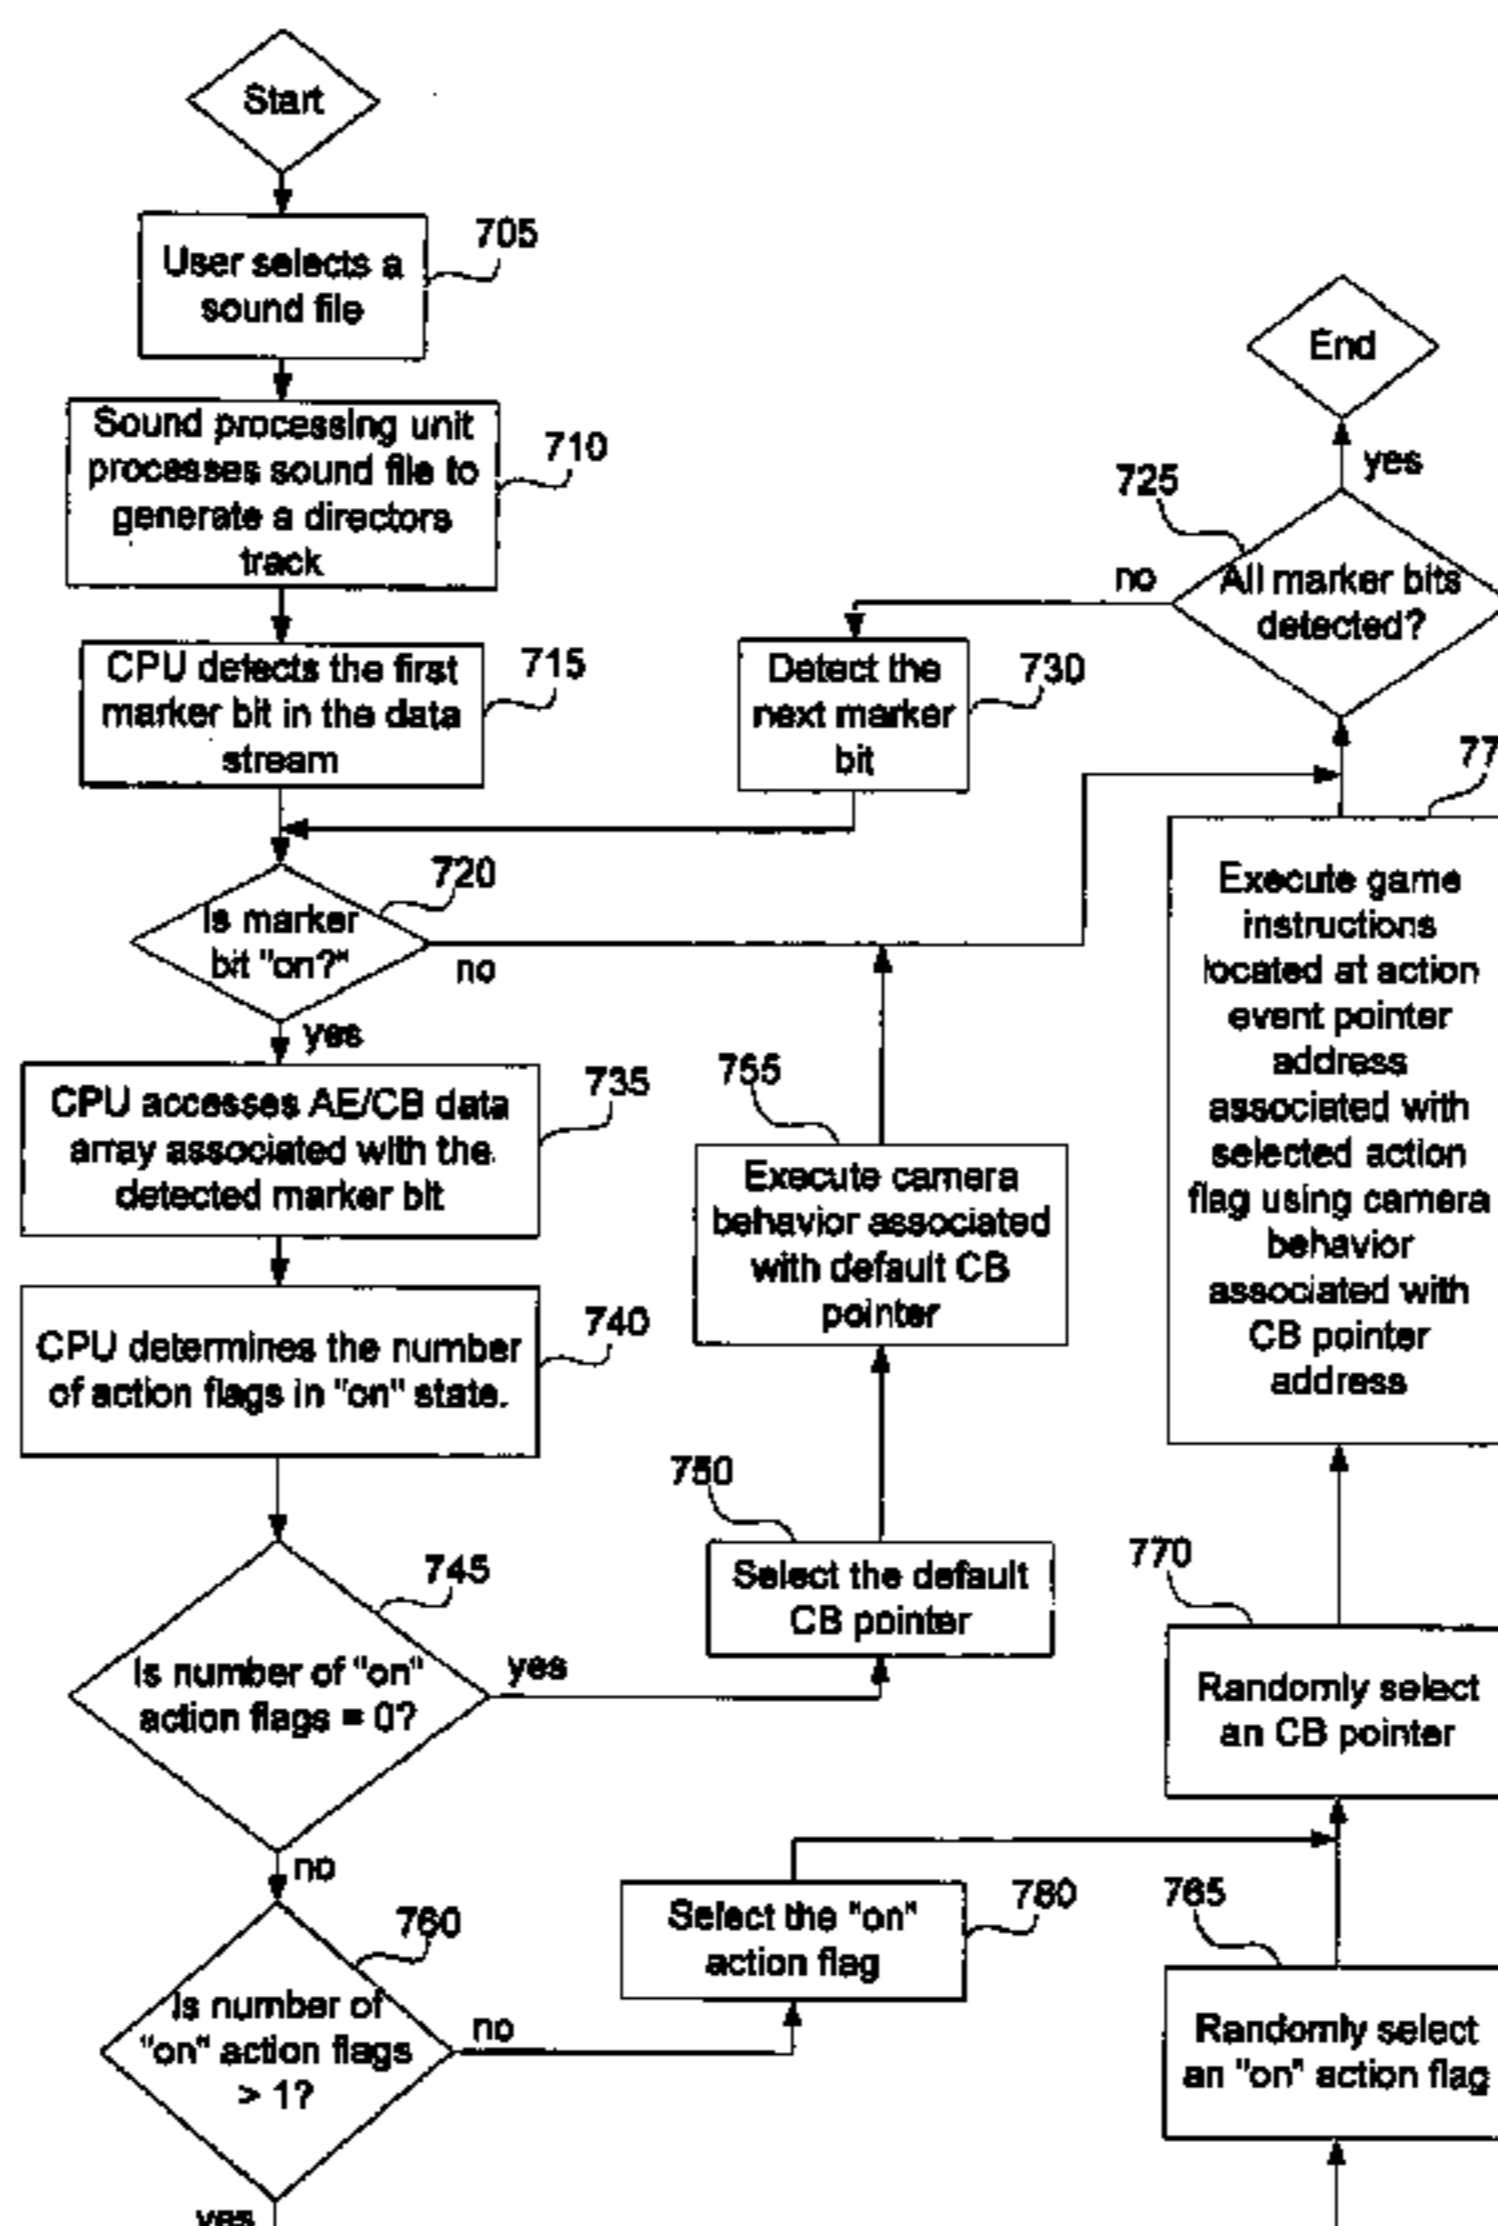 Start
705
User selects a
sound file
710
Sound processing unit
processes sound file to
generate a directors
track
715
CPU detects the first
marker bit in the data
stream
720
Is marker
bit "on?"
no
yes
735
CPU accesses AE/CB data
array associated with the
detected marker bit
740
CPU determines the number
of action flags in "on" state.
745
Is number of "on"
action flags = 0?
yes
no
760
Is number of
"on" action flags
> 1?
no
yes
780
Select the "on"
action flag
750
Select the default
CB pointer
755
Execute camera
behavior associated
with default CB
pointer
730
Detect the
next marker
bit
End
yes
725
All marker bits
detected?
no
77
Execute game
instructions
located at action
event pointer
address
associated with
selected action
flag using camera
behavior
associated with
CB pointer
address
770
Randomly select
an CB pointer
765
Randomly select
an "on" action flag